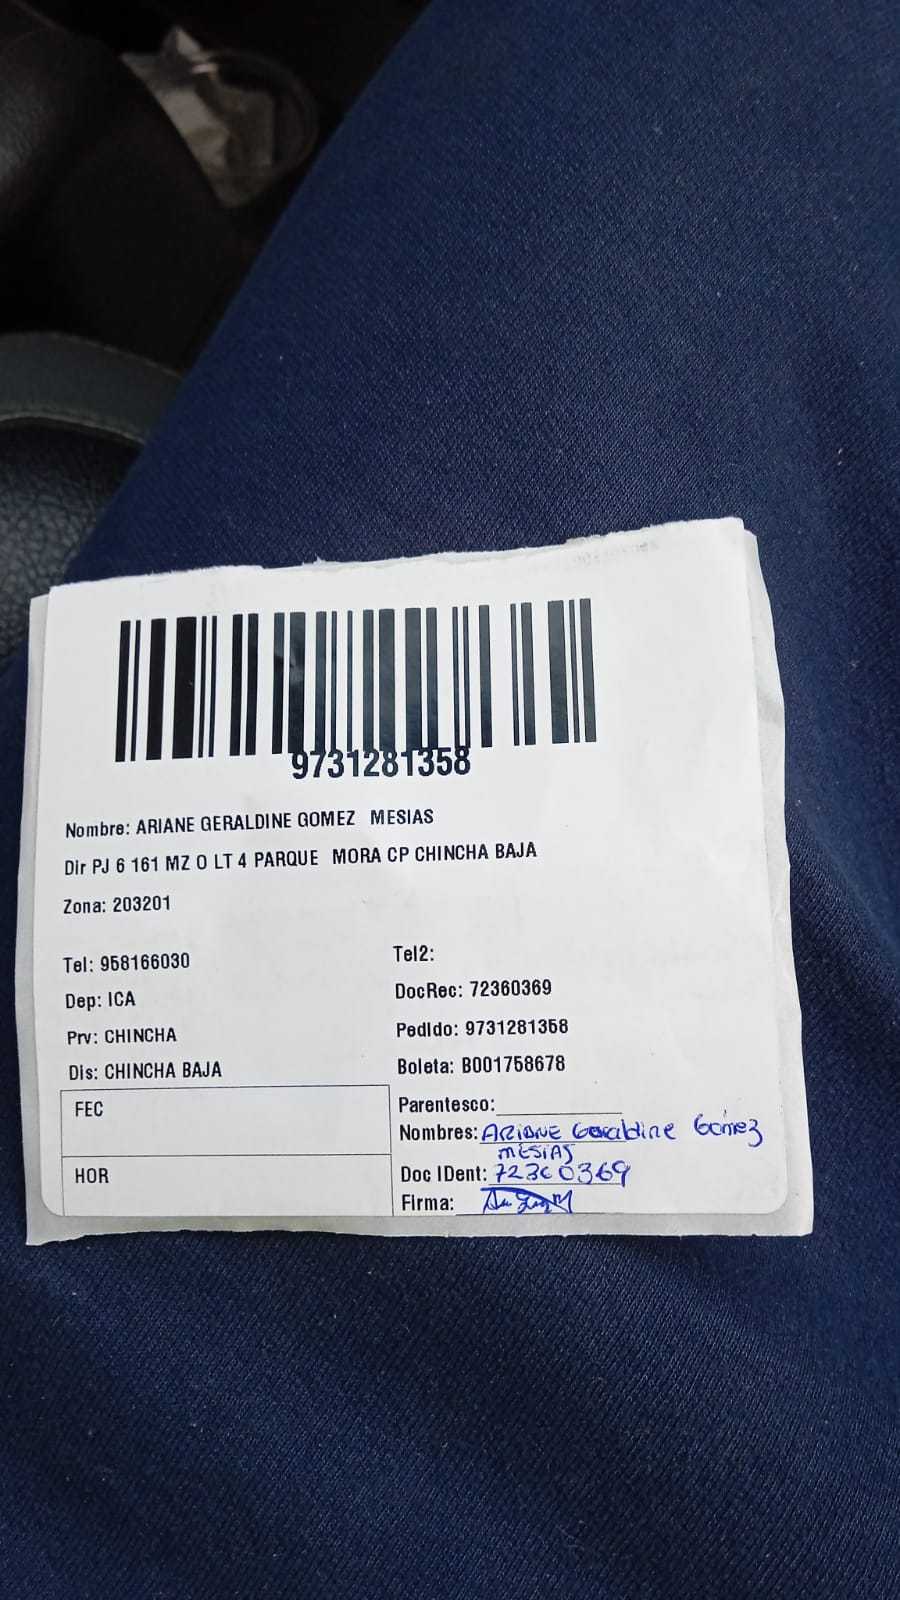 9731281358
Nombre: ARIANE GERALDINE GOMEZ MESIAS
Dir PJ 6 161 MZ O LT 4 PARQUE MORA CP CHINCHA BAJA
Zona: 203201
Tel: 958166030
Tel2:
Dep: ICA
DocRec: 72360369
Prv: CHINCHA
Pedido: 9731281358
Dis: CHINCHA BAJA
Boleta: B001758678
FEC
Parentesco:
Nombres: ARIANE Geraldine Gómez
MESIAS
HOR
Doc IDent: 72360369
Firma: